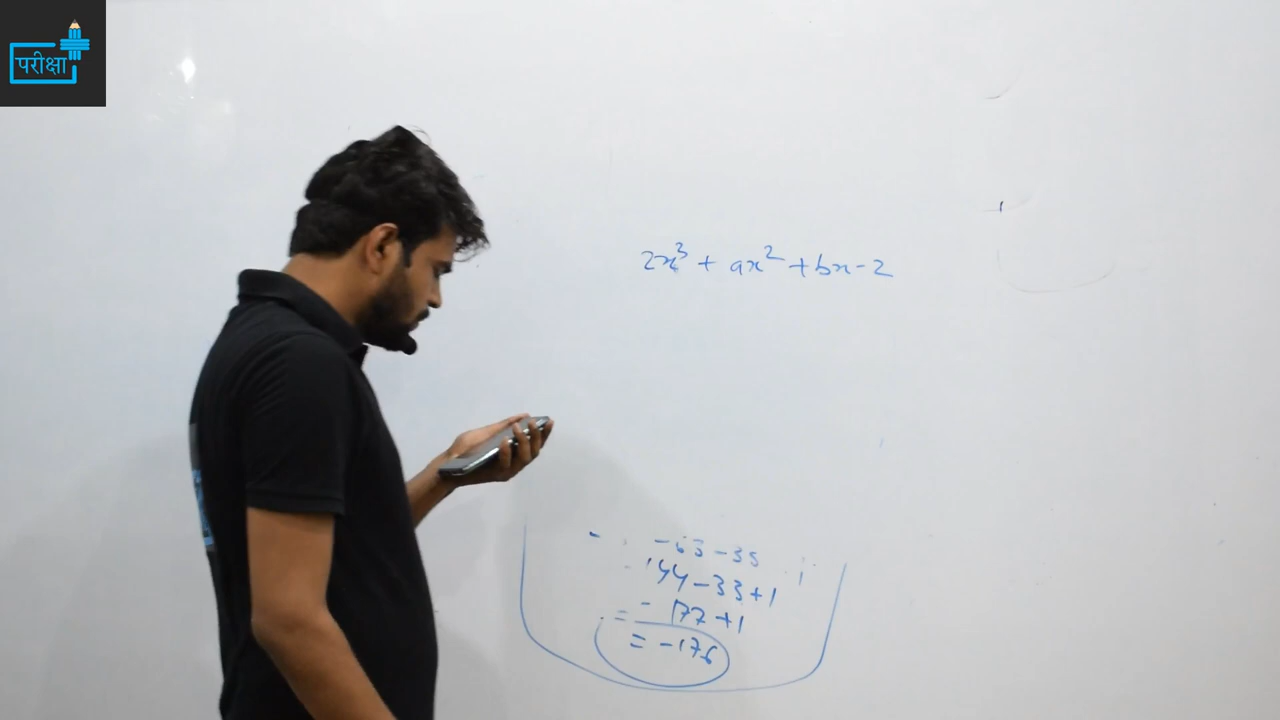 परीक्षा
2x³ + ax² + bx - 2
- 63 - 35
- 144 - 33 + 1
= - 177 + 1
= -176